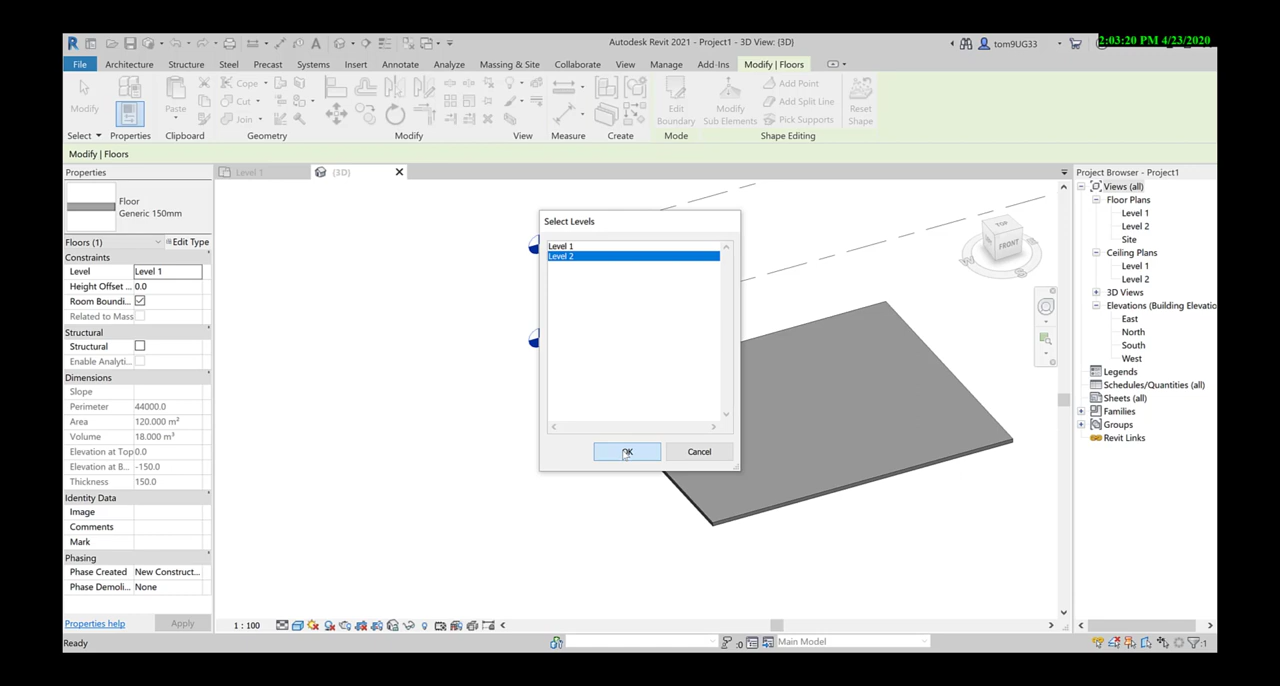 Autodesk Revit 2021 - Project1 - 3D View: {3D}
tom9UG33
2:03:20 PM 4/23/2020
File Architecture Structure Steel Precast Systems Insert Annotate Analyze Massing & Site Collaborate View Manage Add-Ins Modify | Floors
Modify
Paste
Cope
Cut
Join
Edit
Boundary
Modify
Sub Elements
Add Point
Add Split Line
Pick Supports
Reset
Shape
Select Properties Clipboard Geometry Modify View Measure Create Mode Shape Editing
Modify | Floors
Properties
Level 1
{3D}
Project Browser - Project1
Floor
Generic 150mm
Floors (1)
Edit Type
Constraints
Level Level 1
Height Offset ... 0.0
Room Boundi...
Related to Mass
Structural
Structural
Enable Analyti...
Dimensions
Slope
Perimeter 44000.0
Area 120.000 m²
Volume 18.000 m³
Elevation at Top 0.0
Elevation at B... -150.0
Thickness 150.0
Identity Data
Image
Comments
Mark
Phasing
Phase Created New Construct...
Phase Demoli... None
Properties help
Apply
Select Levels
Level 1
Level 2
OK
Cancel
TOP
FRONT
Views (all)
Floor Plans
Level 1
Level 2
Site
Ceiling Plans
Level 1
Level 2
3D Views
Elevations (Building Elevatio
East
North
South
West
Legends
Schedules/Quantities (all)
Sheets (all)
Families
Groups
Revit Links
1 : 100
Ready
:0
Main Model
:1